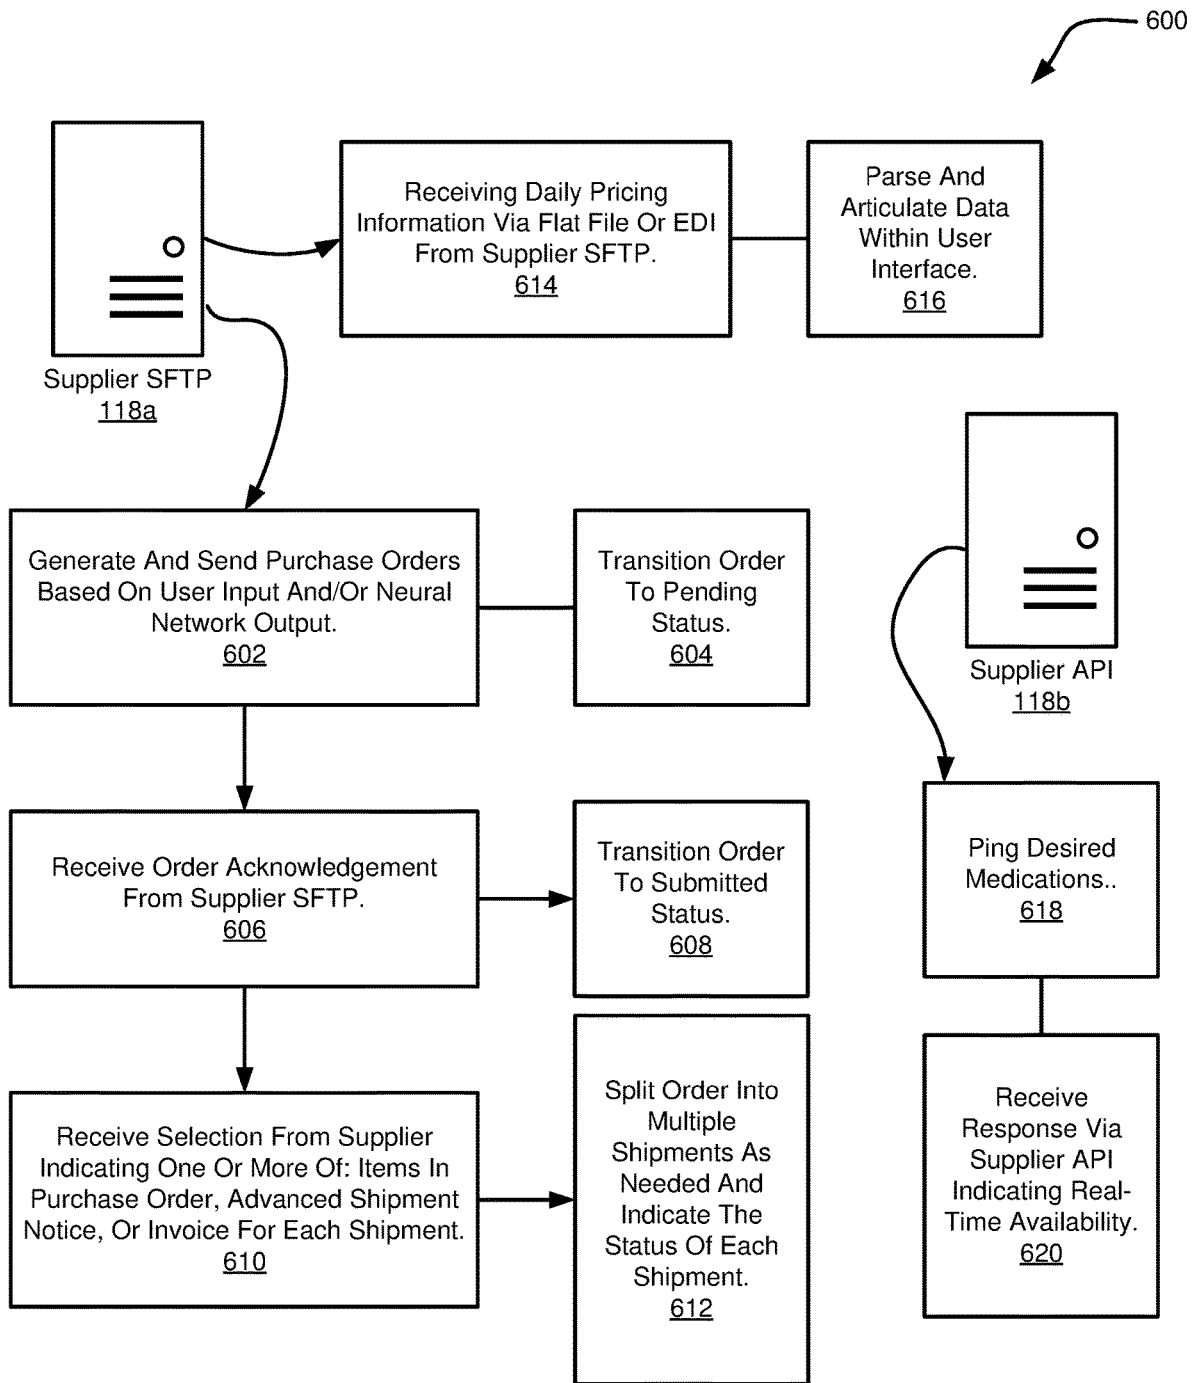 600
Receiving Daily Pricing
Information Via Flat File Or EDI
From Supplier SFTP.
614
Parse And
Articulate Data
Within User
Interface.
616
Supplier SFTP
118a
Generate And Send Purchase Orders
Based On User Input And/Or Neural
Network Output.
602
Transition Order
To Pending
Status.
604
Supplier API
118b
Receive Order Acknowledgement
From Supplier SFTP.
606
Transition Order
To Submitted
Status.
608
Ping Desired
Medications..
618
Receive Selection From Supplier
Indicating One Or More Of: Items In
Purchase Order, Advanced Shipment
Notice, Or Invoice For Each Shipment.
610
Split Order Into
Multiple
Shipments As
Needed And
Indicate The
Status Of Each
Shipment.
612
Receive
Response Via
Supplier API
Indicating Real-
Time Availability.
620